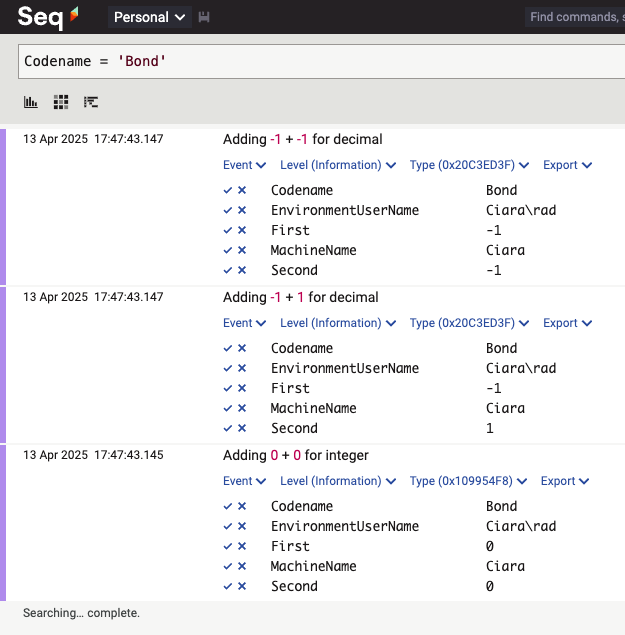 Seq Personal Find commands, s
Codename = 'Bond'
13 Apr 2025 17:47:43.147 Adding -1 + -1 for decimal
Event Level (Information) Type (0x20C3ED3F) Export
Codename Bond
EnvironmentUserName Ciara\rad
First -1
MachineName Ciara
Second -1
13 Apr 2025 17:47:43.147 Adding -1 + 1 for decimal
Event Level (Information) Type (0x20C3ED3F) Export
Codename Bond
EnvironmentUserName Ciara\rad
First -1
MachineName Ciara
Second 1
13 Apr 2025 17:47:43.145 Adding 0 + 0 for integer
Event Level (Information) Type (0x109954F8) Export
Codename Bond
EnvironmentUserName Ciara\rad
First 0
MachineName Ciara
Second 0
Searching... complete.